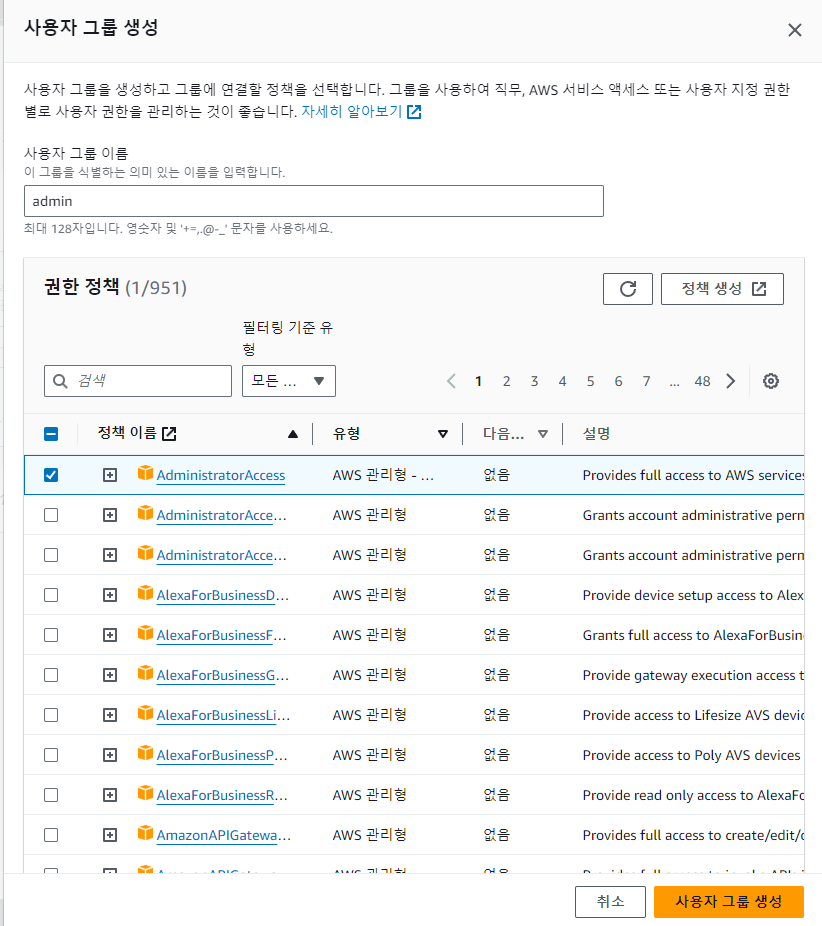 사용자 그룹 생성
사용자 그룹을 생성하고 그룹에 연결할 정책을 선택합니다. 그룹을 사용하여 직무, AWS 서비스 액세스 또는 사용자 지정 권한
별로 사용자 권한을 관리하는 것이 좋습니다. 자세히 알아보기
사용자 그룹 이름
이 그룹을 식별하는 의미 있는 이름을 입력합니다.
admin
최대 128자입니다. 영숫자 및 '+=,.@-_' 문자를 사용하세요.
권한 정책 (1/951)
정책 생성
필터링 기준 유
형
검색
모든 ...
1 2 3 4 5 6 7 ... 48
정책 이름 유형 다음... 설명
AdministratorAccess AWS 관리형 - ... 없음 Provides full access to AWS services
AdministratorAcce... AWS 관리형 없음 Grants account administrative perm
AdministratorAcce... AWS 관리형 없음 Grants account administrative perm
AlexaForBusinessD... AWS 관리형 없음 Provide device setup access to Alex
AlexaForBusinessF... AWS 관리형 없음 Grants full access to AlexaForBusin
AlexaForBusinessG... AWS 관리형 없음 Provide gateway execution access t
AlexaForBusinessLi... AWS 관리형 없음 Provide access to Lifesize AVS devic
AlexaForBusinessP... AWS 관리형 없음 Provide access to Poly AVS devices
AlexaForBusinessR... AWS 관리형 없음 Provide read only access to AlexaFo
AmazonAPIGatewa... AWS 관리형 없음 Provides full access to create/edit/d
취소
사용자 그룹 생성